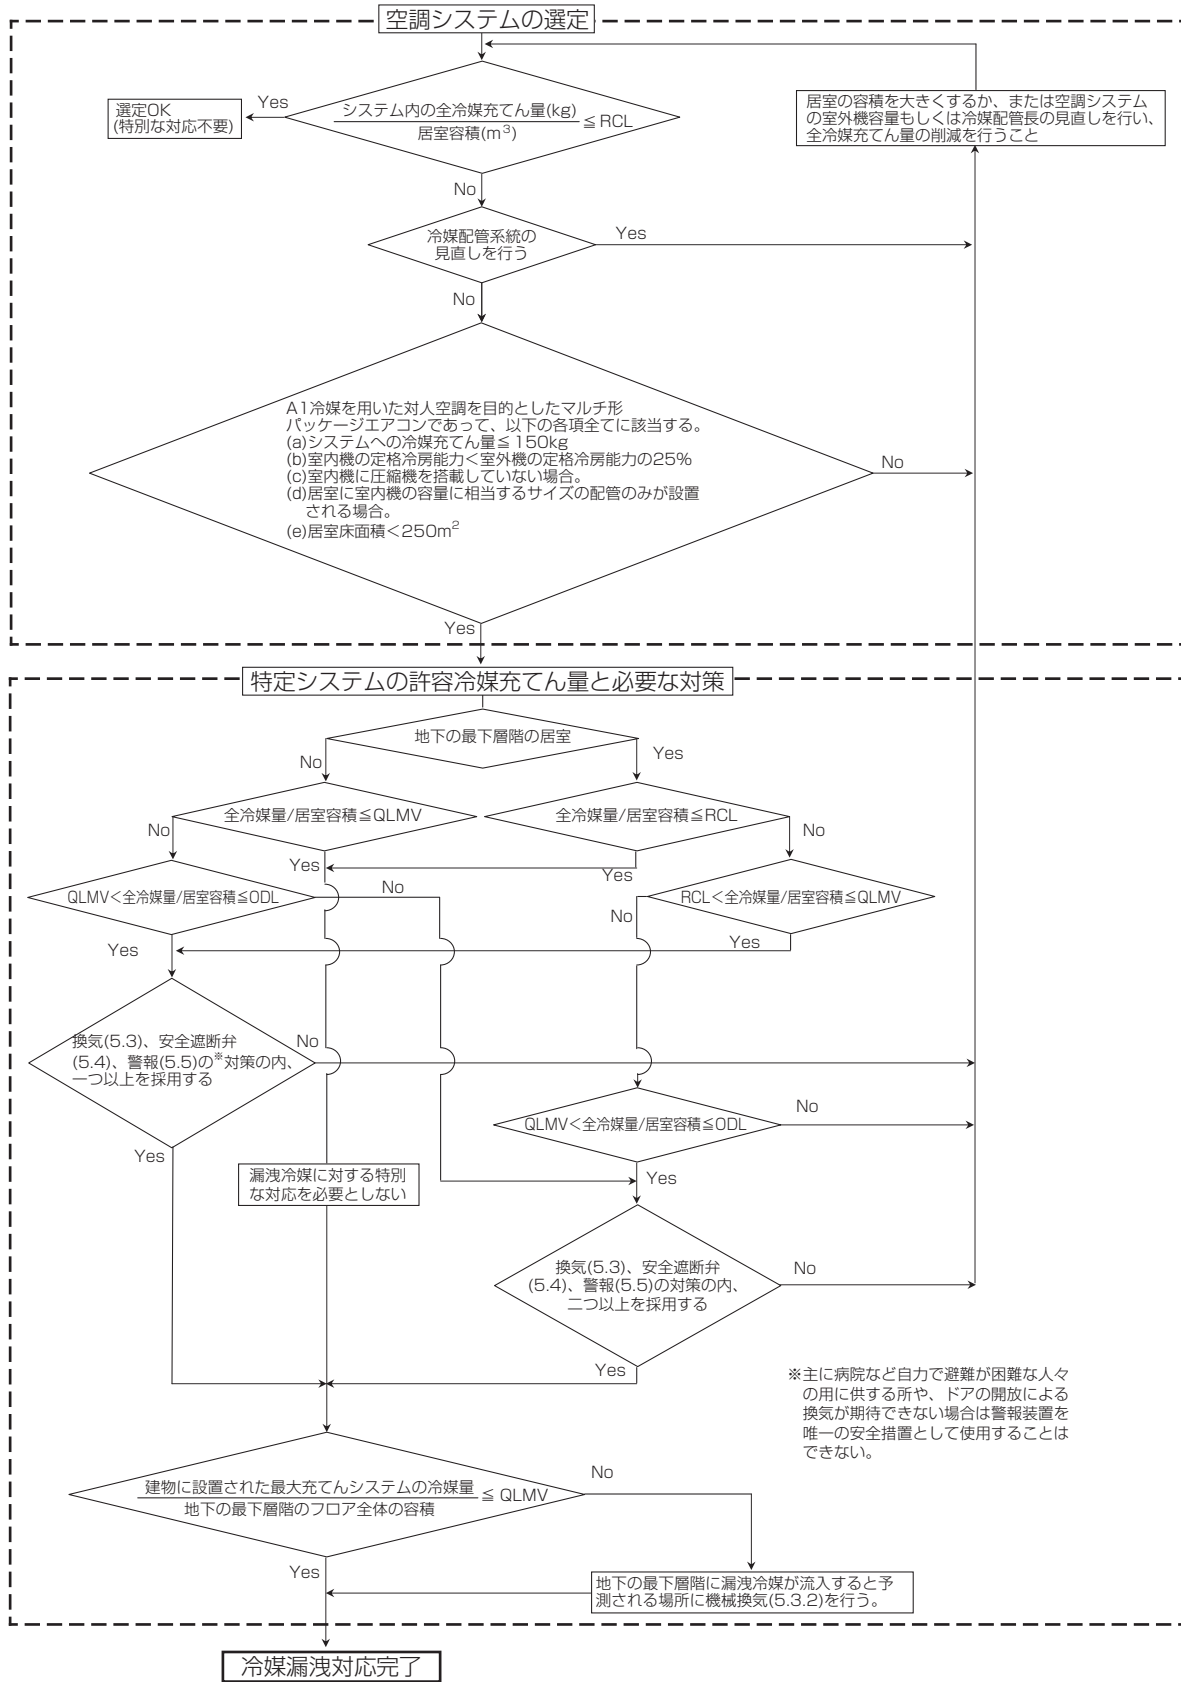 空調システムの選定
システム内の全冷媒充てん量(kg)
居室容積(m³)
≦RCL
Yes
選定OK
(特別な対応不要)
居室の容積を大きくするか、または空調システム
の室外機容量もしくは冷媒配管長の見直しを行い、
全冷媒充てん量の削減を行うこと
No
冷媒配管系統の
見直しを行う
Yes
No
A1冷媒を用いた対人空調を目的としたマルチ形
パッケージエアコンであって、以下の各項全てに該当する。
(a)システムへの冷媒充てん量≦150kg
(b)室内機の定格冷房能力＜室外機の定格冷房能力の25%
(c)室内機に圧縮機を搭載していない場合。
(d)居室に室内機の容量に相当するサイズの配管のみが設置
される場合。
(e)居室床面積＜250m²
No
Yes
特定システムの許容冷媒充てん量と必要な対策
地下の最下層階の居室
No
Yes
全冷媒量/居室容積≦QLMV
全冷媒量/居室容積≦RCL
No
No
Yes
Yes
QLMV＜全冷媒量/居室容積≦ODL
No
RCL＜全冷媒量/居室容積≦QLMV
No
Yes
Yes
換気(5.3)、安全遮断弁
(5.4)、警報(5.5)の※対策の内、
一つ以上を採用する
No
QLMV＜全冷媒量/居室容積≦ODL
No
Yes
Yes
漏洩冷媒に対する特別
な対応を必要としない
換気(5.3)、安全遮断弁
(5.4)、警報(5.5)の対策の内、
二つ以上を採用する
No
Yes
※主に病院など自力で避難が困難な人々
の用に供する所や、ドアの開放による
換気が期待できない場合は警報装置を
唯一の安全措置として使用することは
できない。
建物に設置された最大充てんシステムの冷媒量
地下の最下層階のフロア全体の容積
≦ QLMV
No
Yes
地下の最下層階に漏洩冷媒が流入すると予
測される場所に機械換気(5.3.2)を行う。
冷媒漏洩対応完了